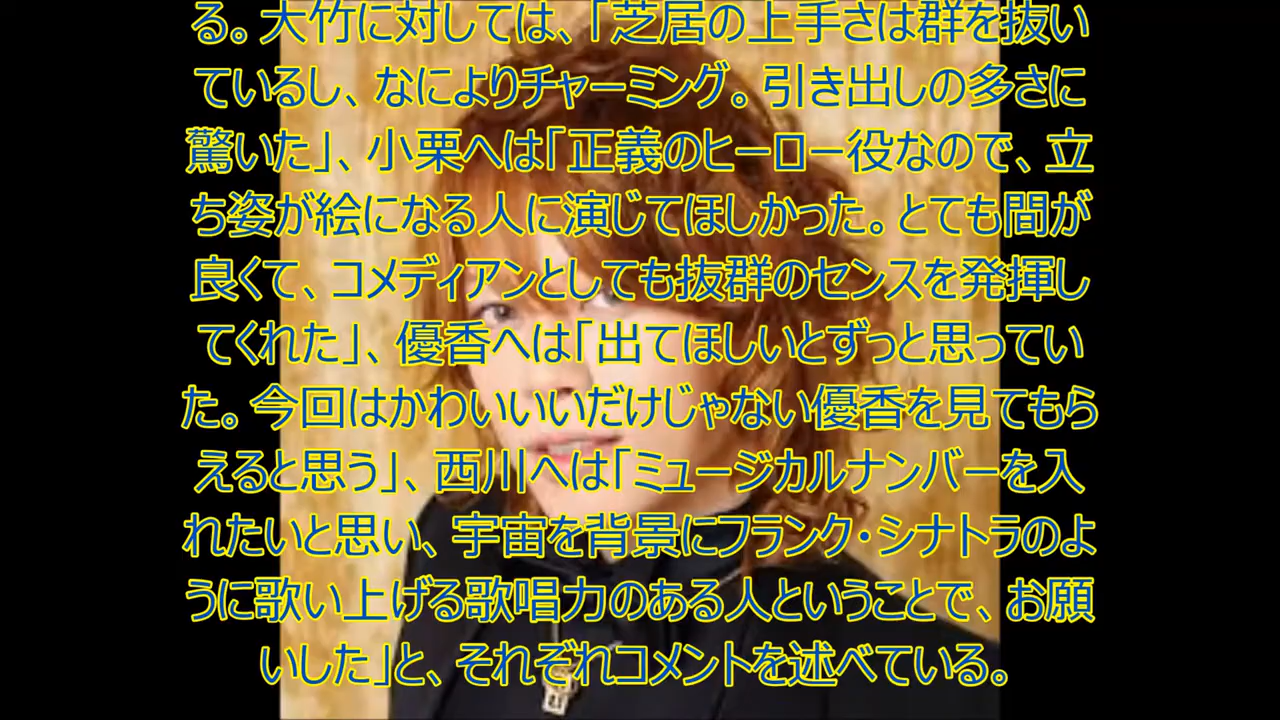 る。大竹に対しては、「芝居の上手さは群を抜い
ているし、なによりチャーミング。引き出しの多さに
驚いた」、小栗へは「正義のヒーロー役なので、立
ち姿が絵になる人に演じてほしかった。とても間が
良くて、コメディアンとしても抜群のセンスを発揮し
てくれた」、優香へは「出てほしいとずっと思ってい
た。今回はかわいいいだけじゃない優香を見てもら
えると思う」、西川へは「ミュージカルナンバーを入
れたいと思い、宇宙を背景にフランク・シナトラのよ
うに歌い上げる歌唱力のある人ということで、お願
いした」と、それぞれコメントを述べている。